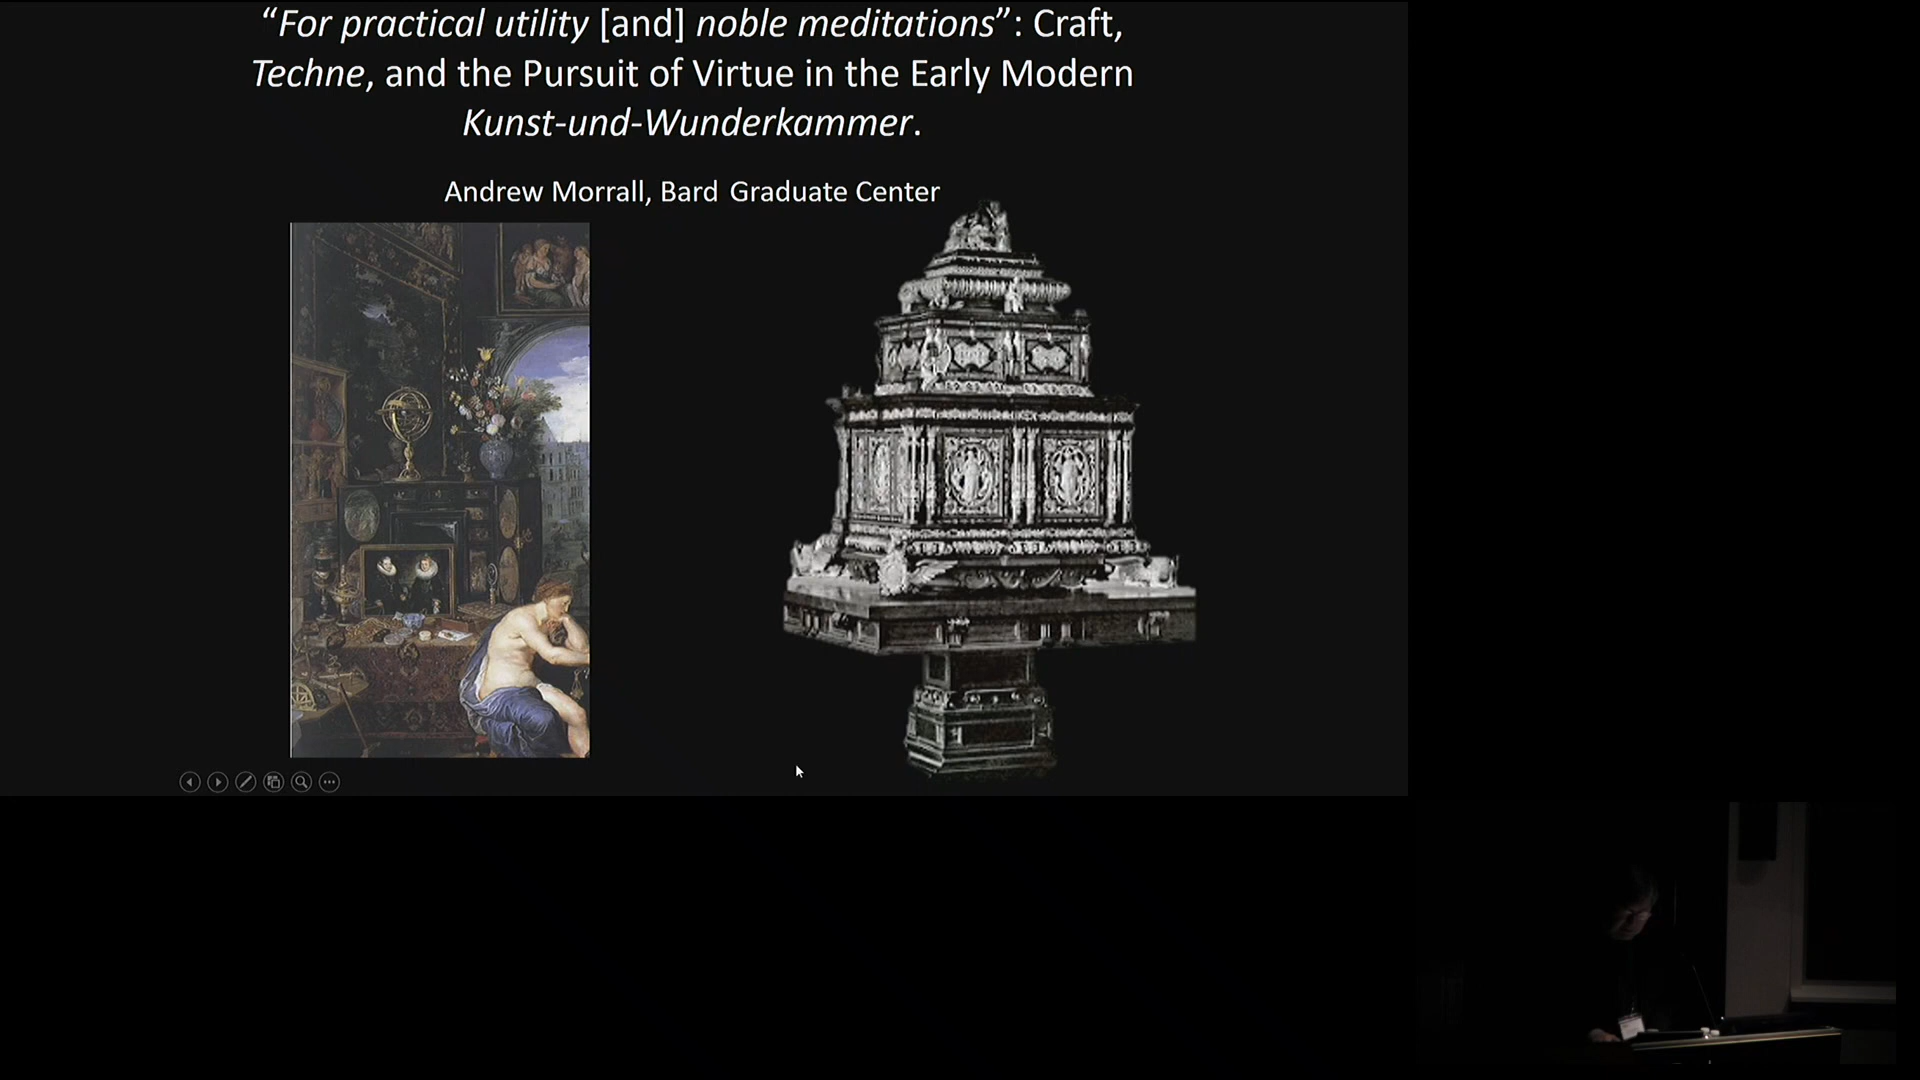 “For practical utility [and] noble meditations”: Craft,
Techne, and the Pursuit of Virtue in the Early Modern
Kunst-und-Wunderkammer.
Andrew Morrall, Bard Graduate Center